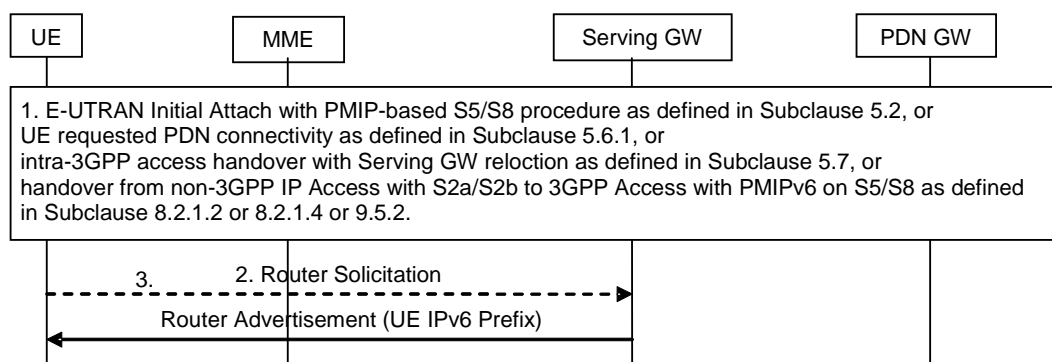 UE
MME
Serving GW
PDN GW
1. E-UTRAN Initial Attach with PMIP-based S5/S8 procedure as defined in Subclause 5.2, or
UE requested PDN connectivity as defined in Subclause 5.6.1, or
intra-3GPP access handover with Serving GW reloction as defined in Subclause 5.7, or
handover from non-3GPP IP Access with S2a/S2b to 3GPP Access with PMIPv6 on S5/S8 as defined
in Subclause 8.2.1.2 or 8.2.1.4 or 9.5.2.
3.
2. Router Solicitation
Router Advertisement (UE IPv6 Prefix)